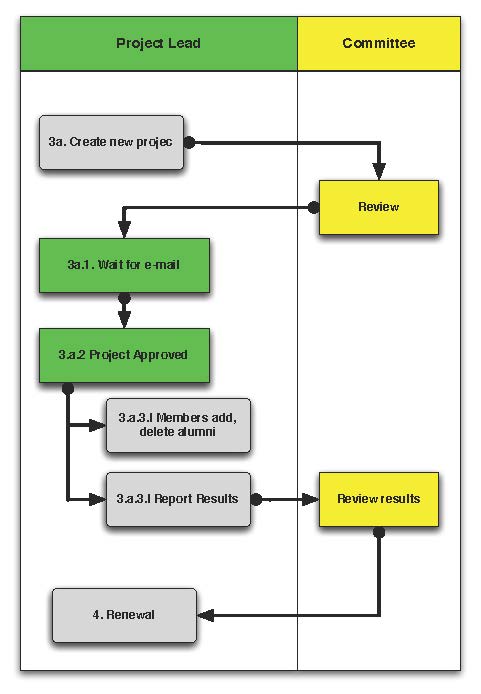 Project Lead
Committee
3a. Create new projec
Review
3a.1. Wait for e-mail
3.a.2 Project Approved
3.a.3.I Members add,
delete alumni
3.a.3.I Report Results
Review results
4. Renewal